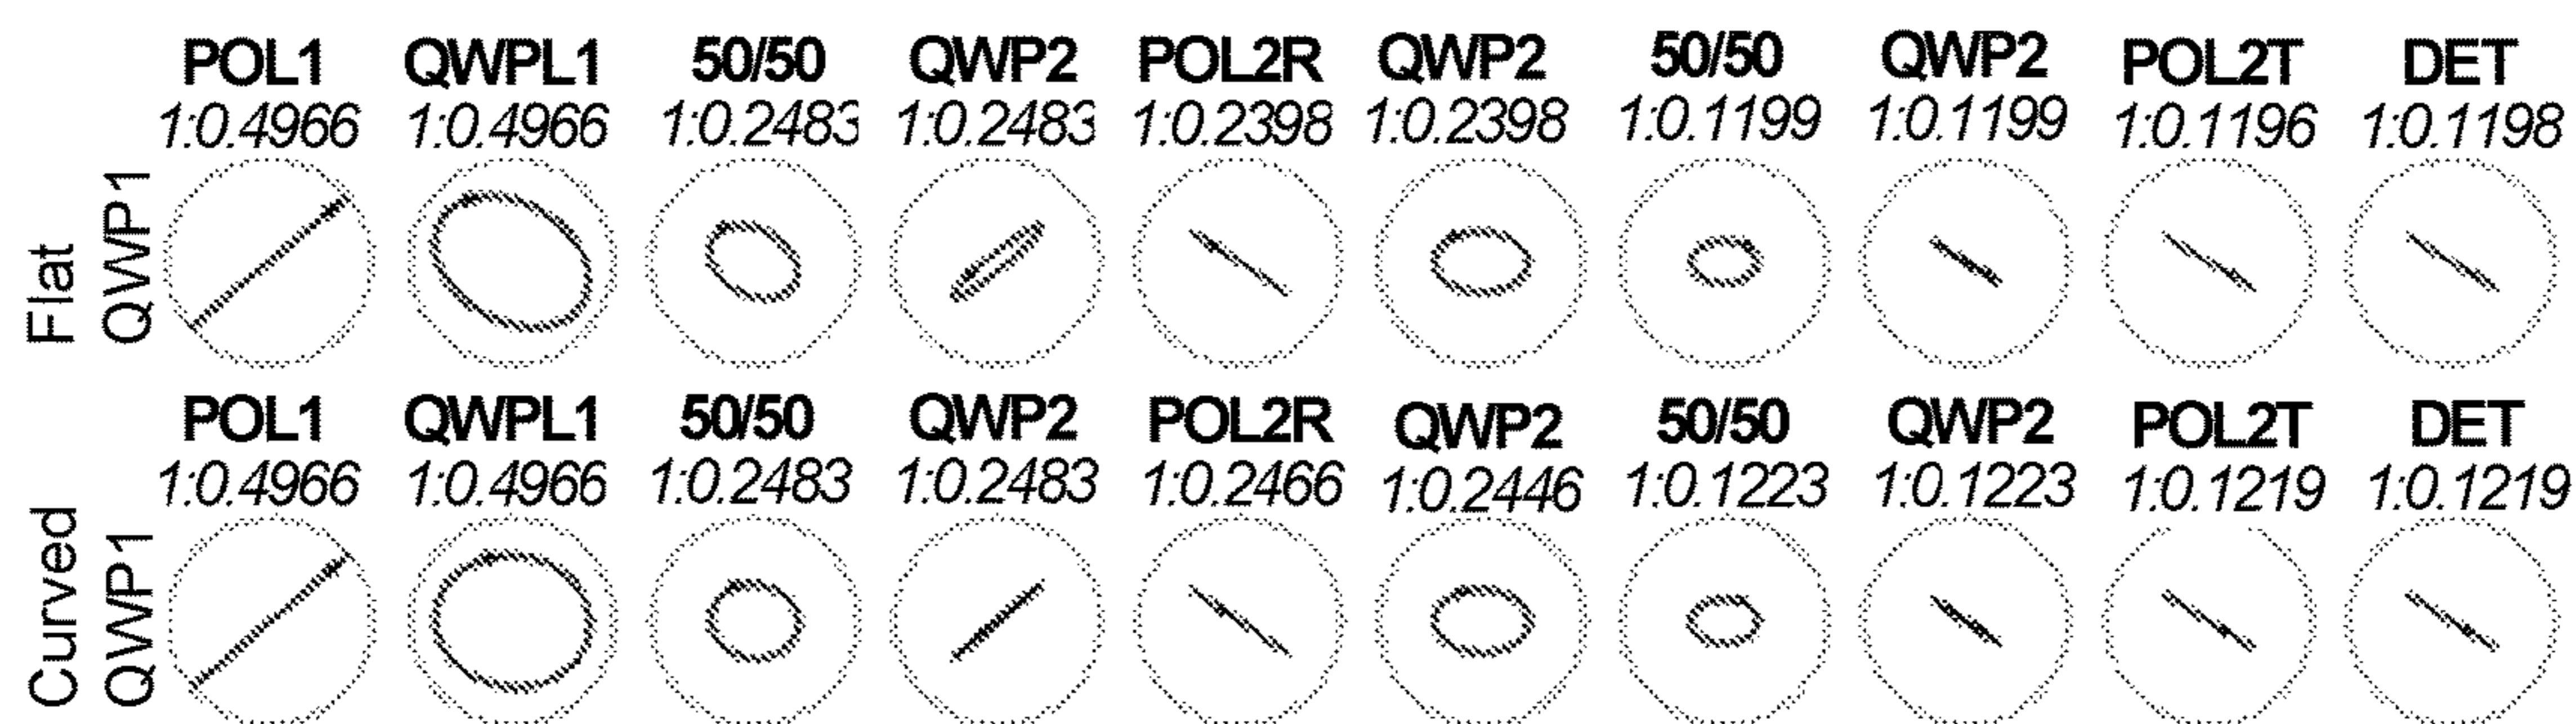 POL1 QWPL1 50/50 QWP2 POL2R QWP2 50/50 QWP2 POL2T DET
1:0.4966 1:0.4966 1:0.2483 1:0.2483 1:0.2398 1:0.2398 1:0.1199 1:0.1199 1:0.1196 1:0.1198
Flat
QWP1
POL1 QWPL1 50/50 QWP2 POL2R QWP2 50/50 QWP2 POL2T DET
1:0.4966 1:0.4966 1:0.2483 1:0.2483 1:0.2466 1:0.2446 1:0.1223 1:0.1223 1:0.1219 1:0.1219
Curved
QWP1